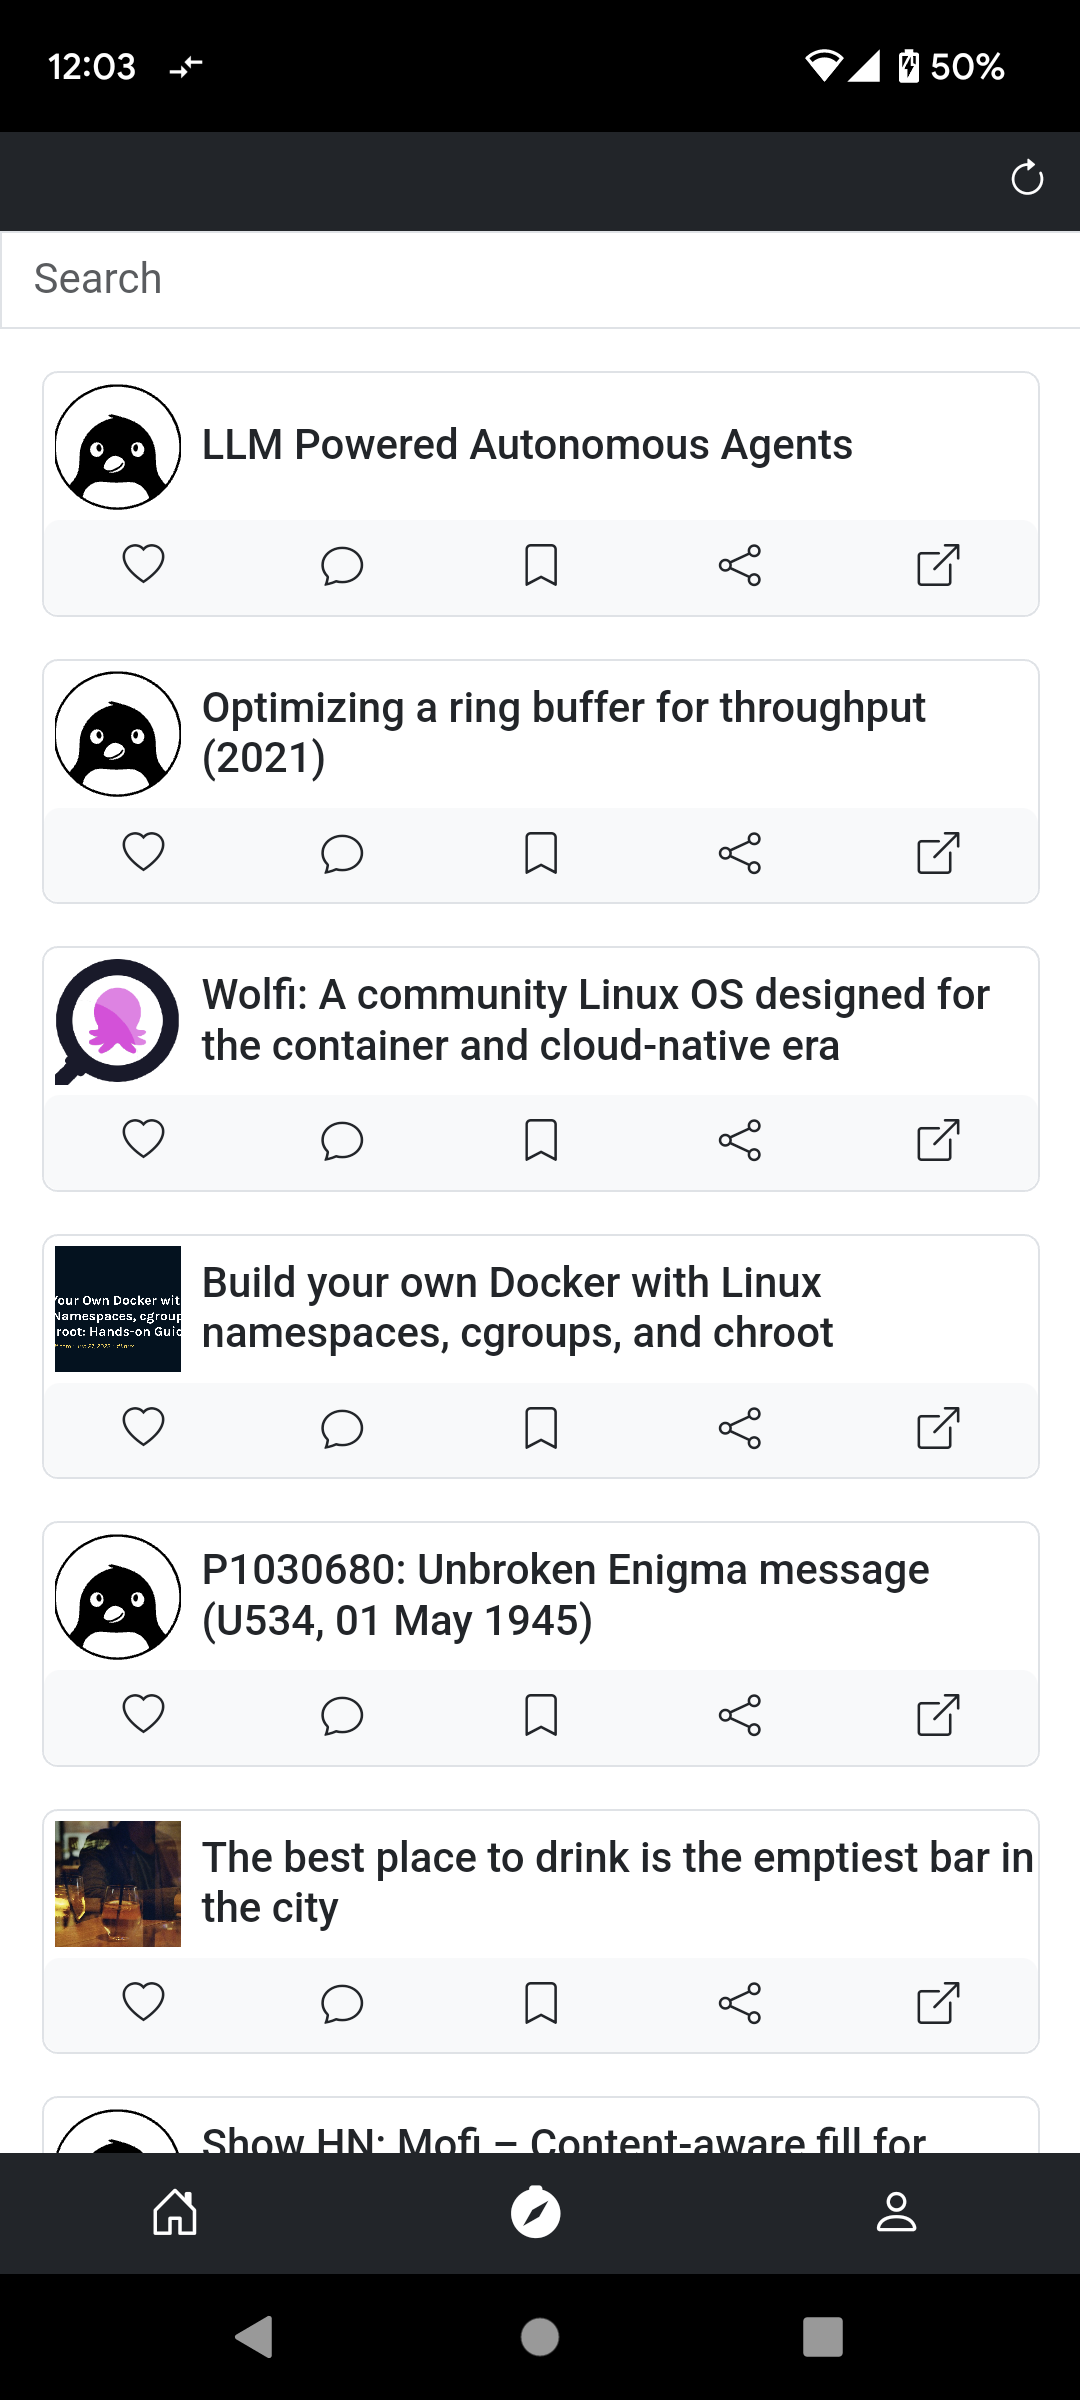 12:03
50%
Search
LLM Powered Autonomous Agents
Optimizing a ring buffer for throughput
(2021)
Wolfi: A community Linux OS designed for
the container and cloud-native era
Build your own Docker with Linux
namespaces, cgroups, and chroot
Your Own Docker wit
Namespaces, cgroup
root: Hands-on Guid
P1030680: Unbroken Enigma message
(U534, 01 May 1945)
The best place to drink is the emptiest bar in
the city
Show HN: Mofi – Content-aware fill for